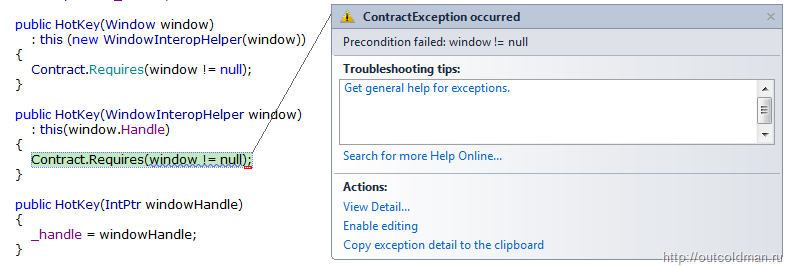 public HotKey(Window window)
: this (new WindowInteropHelper(window))
{
Contract.Requires(window != null);
}
public HotKey(WindowInteropHelper window)
: this(window.Handle)
{
Contract.Requires(window != null);
}
public HotKey(IntPtr windowHandle)
{
_handle = windowHandle;
}
ContractException occurred
Precondition failed: window != null
Troubleshooting tips:
Get general help for exceptions.
Search for more Help Online...
Actions:
View Detail...
Enable editing
Copy exception detail to the clipboard
http://outcoldman.ru